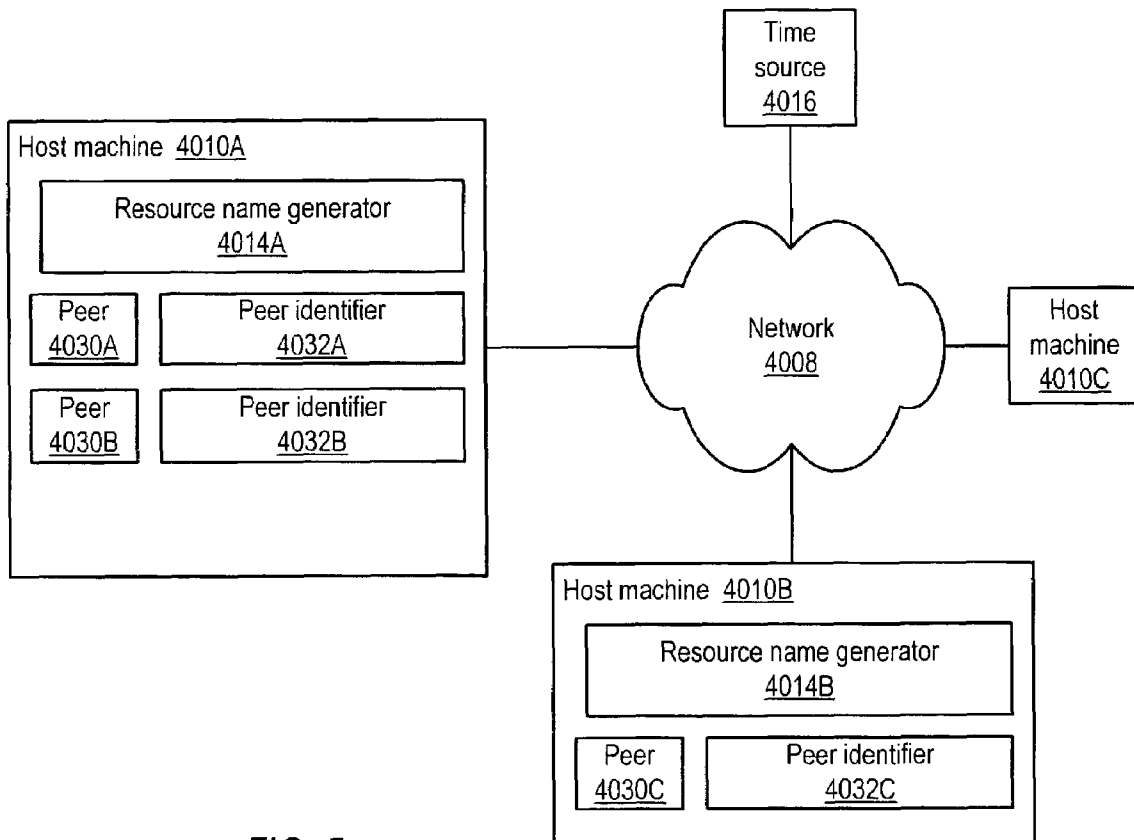 Time
source
4016
Host machine 4010A
Resource name generator
4014A
Peer
4030A
Peer identifier
4032A
Peer
4030B
Peer identifier
4032B
Network
4008
Host
machine
4010C
Host machine 4010B
Resource name generator
4014B
Peer
4030C
Peer identifier
4032C